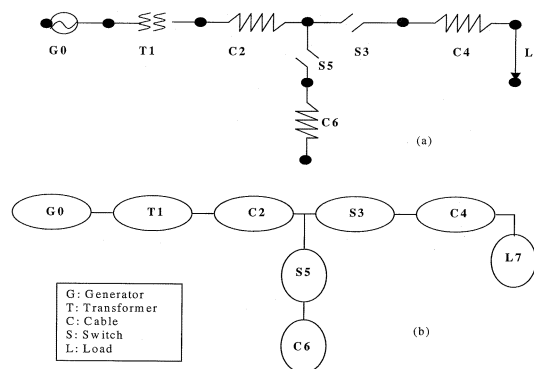 G0
T1
C2
S5
S3
C4
L
C6
(a)
G0
T1
C2
S3
C4
S5
L7
C6
(b)
G: Generator
T: Transformer
C: Cable
S: Switch
L: Load